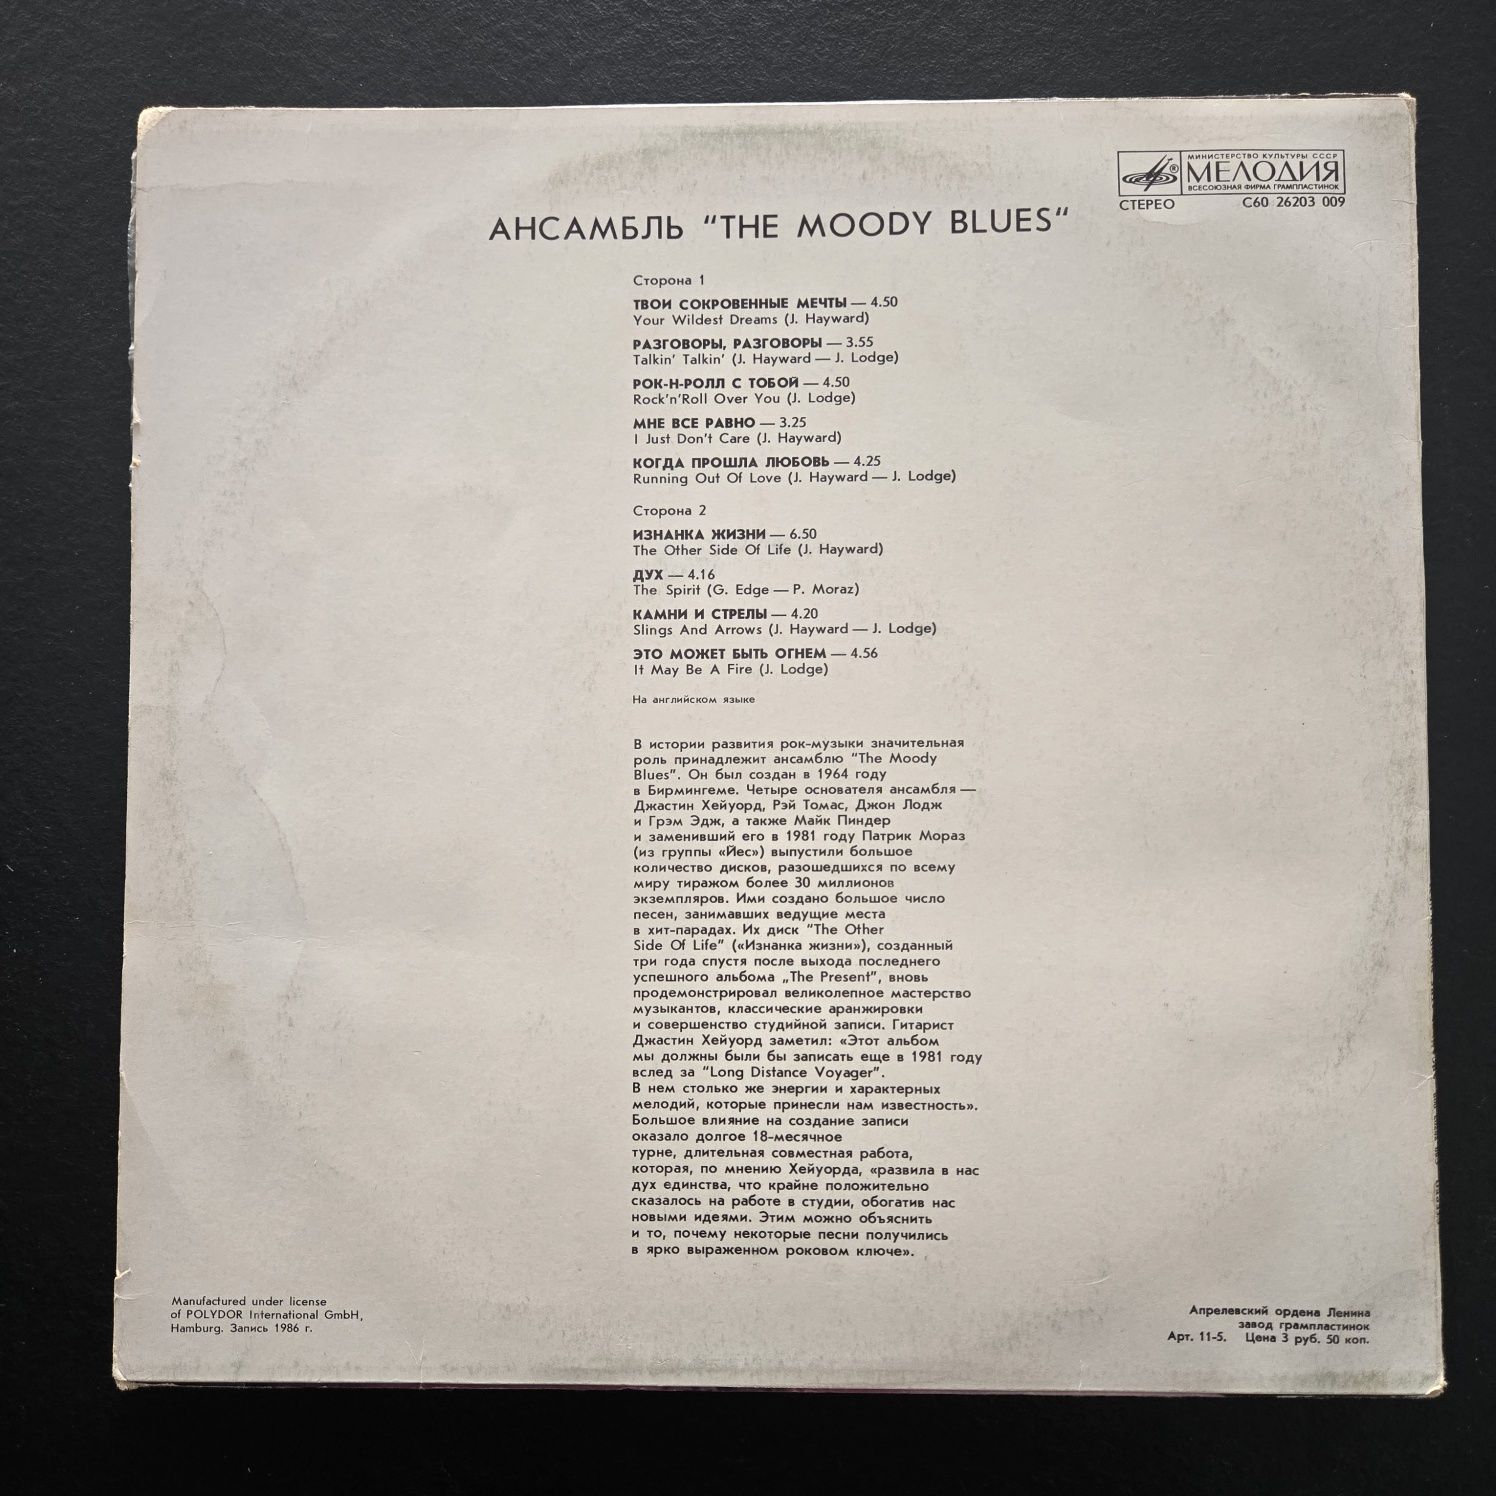 МИНИСТЕРСТВО КУЛЬТУРЫ СССР
МЕЛОДИЯ
ВСЕСОЮЗНАЯ ФИРМА ГРАМПЛАСТИНОК
СТЕРЕО С60 26203 009
АНСАМБЛЬ "THE MOODY BLUES"
Сторона 1
ТВОИ СОКРОВЕННЫЕ МЕЧТЫ — 4.50
Your Wildest Dreams (J. Hayward)
РАЗГОВОРЫ, РАЗГОВОРЫ — 3.55
Talkin' Talkin' (J. Hayward — J. Lodge)
РОК-Н-РОЛЛ С ТОБОЙ — 4.50
Rock'n'Roll Over You (J. Lodge)
МНЕ ВСЕ РАВНО — 3.25
I Just Don't Care (J. Hayward)
КОГДА ПРОШЛА ЛЮБОВЬ — 4.25
Running Out Of Love (J. Hayward — J. Lodge)
Сторона 2
ИЗНАНКА ЖИЗНИ — 6.50
The Other Side Of Life (J. Hayward)
ДУХ — 4.16
The Spirit (G. Edge — P. Moraz)
КАМНИ И СТРЕЛЫ — 4.20
Slings And Arrows (J. Hayward — J. Lodge)
ЭТО МОЖЕТ БЫТЬ ОГНЕМ — 4.56
It May Be A Fire (J. Lodge)
На английском языке
В истории развития рок-музыки значительная
роль принадлежит ансамблю "The Moody
Blues". Он был создан в 1964 году
в Бирмингеме. Четыре основателя ансамбля —
Джастин Хейуорд, Рэй Томас, Джон Лодж
и Грэм Эдж, а также Майк Пиндер
и заменивший его в 1981 году Патрик Мораз
(из группы «Йес») выпустили большое
количество дисков, разошедшихся по всему
миру тиражом более 30 миллионов
экземпляров. Ими создано большое число
песен, занимавших ведущие места
в хит-парадах. Их диск "The Other
Side Of Life" («Изнанка жизни»), созданный
три года спустя после выхода последнего
успешного альбома „The Present", вновь
продемонстрировал великолепное мастерство
музыкантов, классические аранжировки
и совершенство студийной записи. Гитарист
Джастин Хейуорд заметил: «Этот альбом
мы должны были бы записать еще в 1981 году
вслед за "Long Distance Voyager".
В нем столько же энергии и характерных
мелодий, которые принесли нам известность».
Большое влияние на создание записи
оказало долгое 18-месячное
турне, длительная совместная работа,
которая, по мнению Хейуорда, «развила в нас
дух единства, что крайне положительно
сказалось на работе в студии, обогатив нас
новыми идеями. Этим можно объяснить
и то, почему некоторые песни получились
в ярко выраженном роковом ключе».
Manufactured under license
of POLYDOR International GmbH,
Hamburg. Запись 1986 г.
Апрелевский ордена Ленина
завод грампластинок
Арт. 11-5. Цена 3 руб. 50 коп.